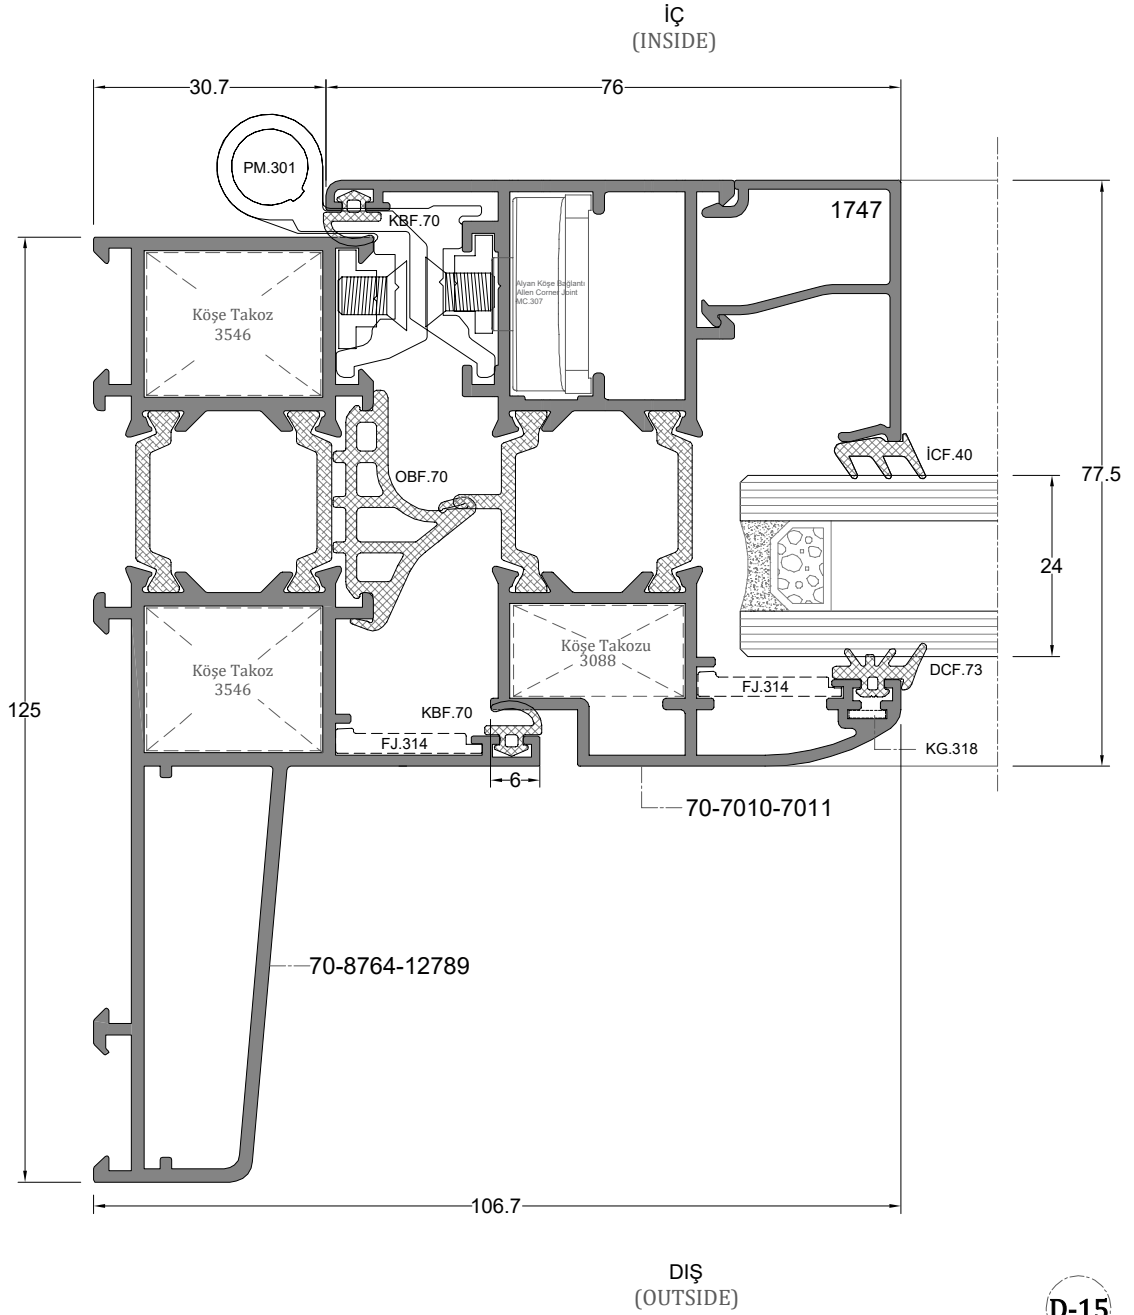 İÇ
(INSIDE)
30.7
76
PM.301
KBF.70
1747
Alyan Köşe Bağlantı
Allen Corner Joint
MC.307
Köşe Takoz
3546
İCF.40
77.5
OBF.70
24
Köşe Takozu
3088
Köşe Takoz
3546
DCF.73
FJ.314
125
KBF.70
FJ.314
KG.318
6
70-7010-7011
70-8764-12789
106.7
DIŞ
(OUTSIDE)
D-15